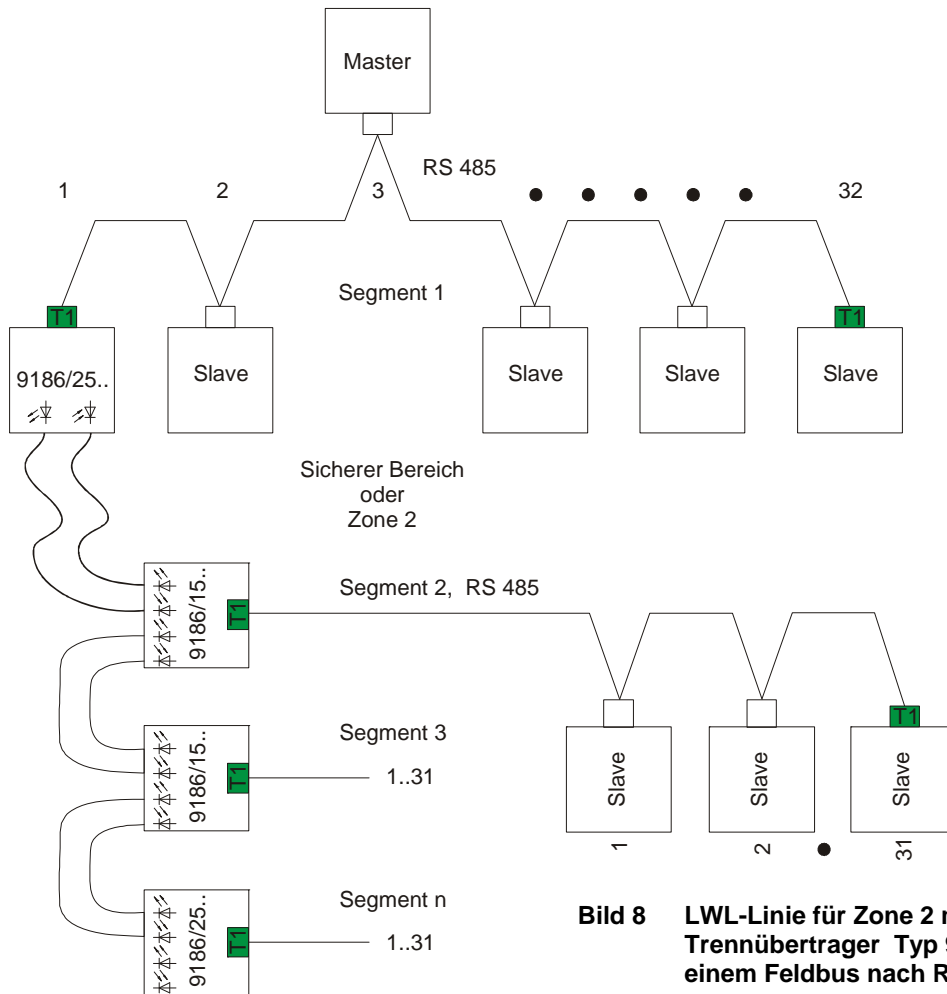 Master
RS 485
1 2 3 32
Segment 1
T1 T1
9186/25..
Slave Slave Slave Slave
Sicherer Bereich
oder
Zone 2
Segment 2, RS 485
9186/15..
T1
Segment 3
9186/15..
T1
1..31
T1
Slave Slave Slave
1 2 31
Segment n
9186/25..
T1
1..31
Bild 8 LWL-Linie für Zone 2
Trennübertrager Typ
einem Feldbus nach